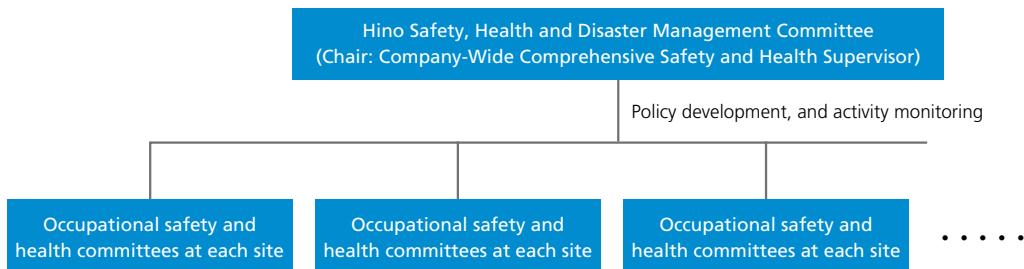 Hino Safety, Health and Disaster Management Committee
(Chair: Company-Wide Comprehensive Safety and Health Supervisor)
Policy development, and activity monitoring
Occupational safety and
health committees at each site
Occupational safety and
health committees at each site
Occupational safety and
health committees at each site
.....